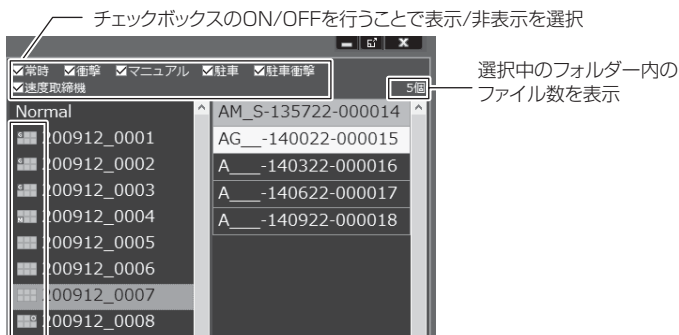 チェックボックスのON/OFFを行うことで表示/非表示を選択
常時 衝撃 マニュアル 駐車 駐車衝撃
速度取締機
5個
選択中のフォルダー内の
ファイル数を表示
Normal
200912_0001
200912_0002
200912_0003
200912_0004
200912_0005
200912_0006
200912_0007
200912_0008
AM_S-135722-000014
AG__-140022-000015
A___-140322-000016
A___-140622-000017
A___-140922-000018